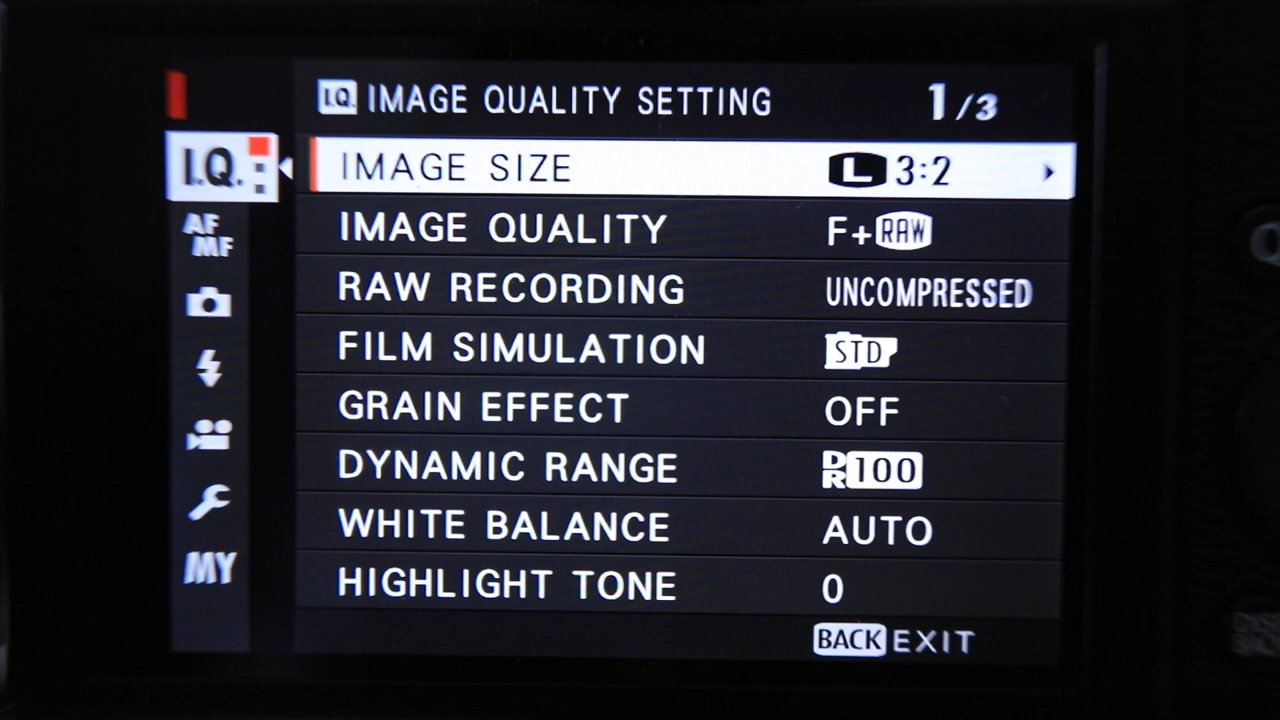 I.Q. IMAGE QUALITY SETTING 1/3
I.Q.
IMAGE SIZE L 3:2
AF
MF
IMAGE QUALITY F+RAW
RAW RECORDING UNCOMPRESSED
FILM SIMULATION STD
GRAIN EFFECT OFF
DYNAMIC RANGE DR100
WHITE BALANCE AUTO
MY
HIGHLIGHT TONE 0
BACK EXIT